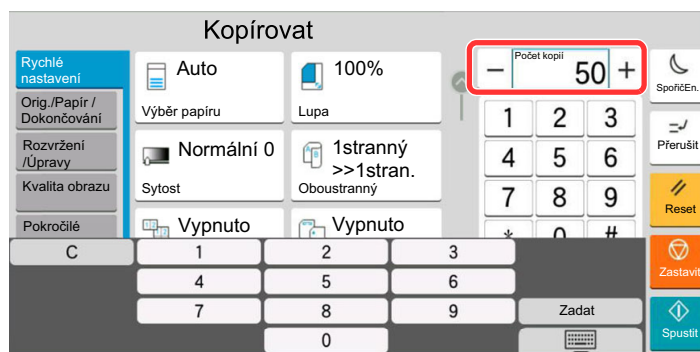 Kopírovat
Rychlé
nastavení
Orig./Papír /
Dokončování
Rozvržení
/Úpravy
Kvalita obrazu
Pokročilé
Auto
Výběr papíru
100%
Lupa
Normální 0
Sytost
1stranný
>>1stran.
Oboustranný
Vypnuto
Vypnuto
Počet kopií
− 50 +
1 2 3
4 5 6
7 8 9
* 0 #
SpořičEn.
Přerušit
Reset
Zastavit
Spustit
C 1 2 3
4 5 6
7 8 9 Zadat
0